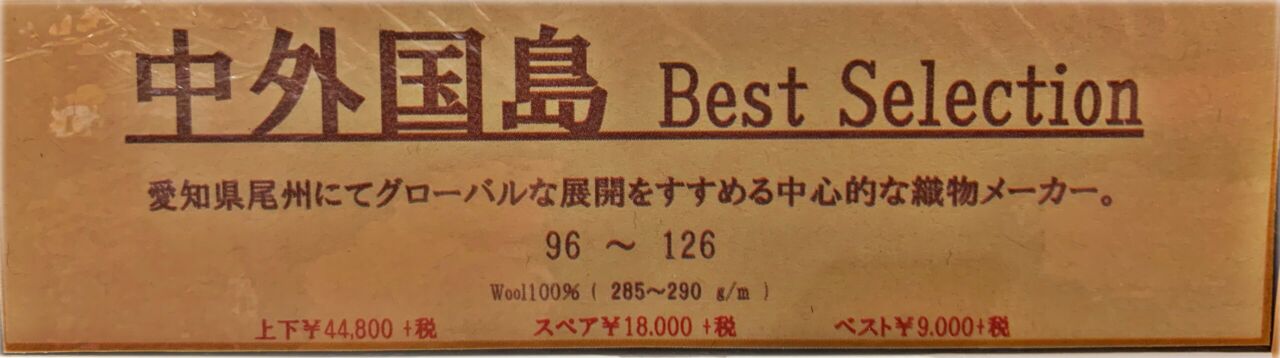 中外国島 Best Selection
愛知県尾州にてグローバルな展開をすすめる中心的な織物メーカー。
96 ～ 126
Wool100% ( 285～290 g/m )
上下￥44,800 +税 スペア￥18.000 +税 ベスト￥9.000+税